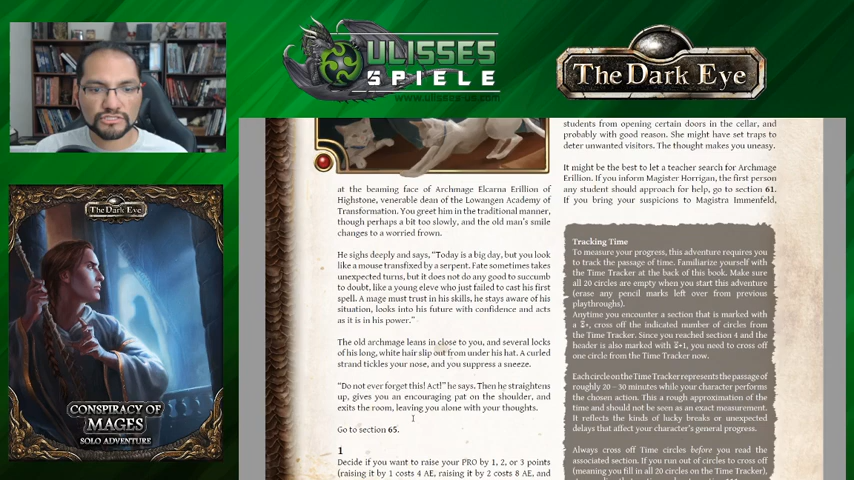 ULISSES
SPIELE
www.ulisses-us.com
The Dark Eye
The Dark Eye
CONSPIRACY OF
MAGES
SOLO ADVENTURE
at the beaming face of Archmage Elcarna Erillion of
Highstone, venerable dean of the Lowangen Academy of
Transformation. You greet him in the traditional manner,
though perhaps a bit too slowly, and the old man's smile
changes to a worried frown.
He sighs deeply and says, "Today is a big day, but you look
like a mouse transfixed by a serpent. Fate sometimes takes
unexpected turns, but it does not do any good to succumb
to doubt, like a young eleve who just failed to cast his first
spell. A mage must trust in his skills, he stays aware of his
situation, looks into his future with confidence and acts
as it is in his power."
The old archmage leans in close to you, and several locks
of his long, white hair slip out from under his hat. A curled
strand tickles your nose, and you suppress a sneeze.
"Do not ever forget this! Act!" he says. Then he straightens
up, gives you an encouraging pat on the shoulder, and
exits the room, leaving you alone with your thoughts.
Go to section 65.
1
Decide if you want to raise your PRO by 1, 2, or 3 points
(raising it by 1 costs 4 AE, raising it by 2 costs 8 AE, and
students from opening certain doors in the cellar, and
probably with good reason. She might have set traps to
deter unwanted visitors. The thought makes you uneasy.
It might be the best to let a teacher search for Archmage
Erillion. If you inform Magister Horrigan, the first person
any student should approach for help, go to section 61.
If you bring your suspicions to Magistra Immenfeld,
Tracking Time
To measure your progress, this adventure requires you
to track the passage of time. Familiarize yourself with
the Time Tracker at the back of this book. Make sure
all 20 circles are empty when you start this adventure
(erase any pencil marks left over from previous
playthroughs).
Anytime you encounter a section that is marked with
a ⌛+, cross off the indicated number of circles from
the Time Tracker. Since you reached section 4 and the
header is also marked with ⌛+1, you need to cross off
one circle from the Time Tracker now.
Each circle on the Time Tracker represents the passage of
roughly 20 – 30 minutes while your character performs
the chosen action. This a rough approximation of the
time and should not be seen as an exact measurement.
It reflects the kinds of lucky breaks or unexpected
delays that affect your character's general progress.
Always cross off Time circles before you read the
associated section. If you run out of circles to cross off
(meaning you fill in all 20 circles on the Time Tracker),